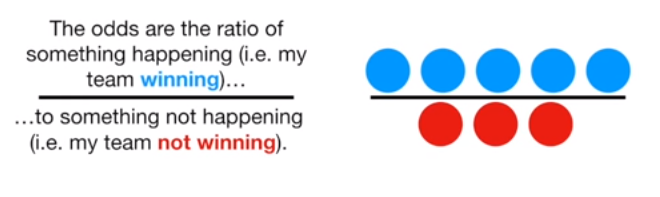 The odds are the ratio of
something happening (i.e. my
team winning)…
…to something not happening
(i.e. my team not winning).